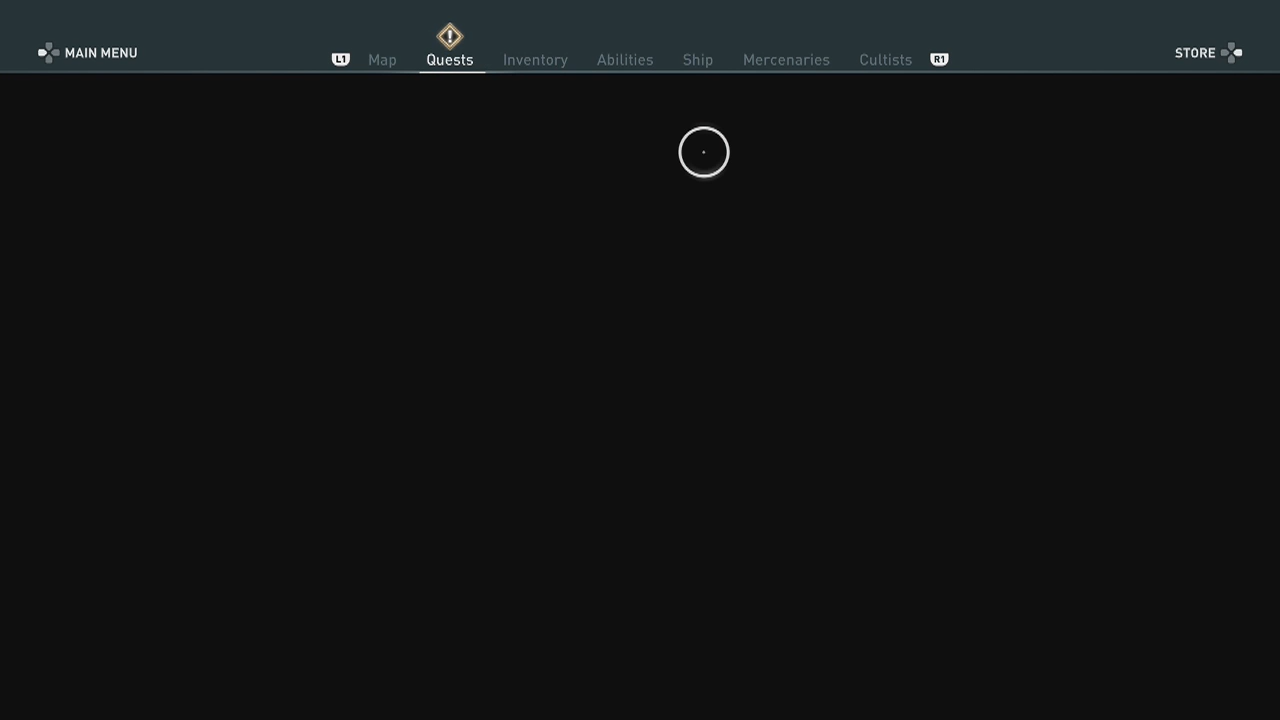 MAIN MENU
L1 Map Quests Inventory Abilities Ship Mercenaries Cultists R1
STORE